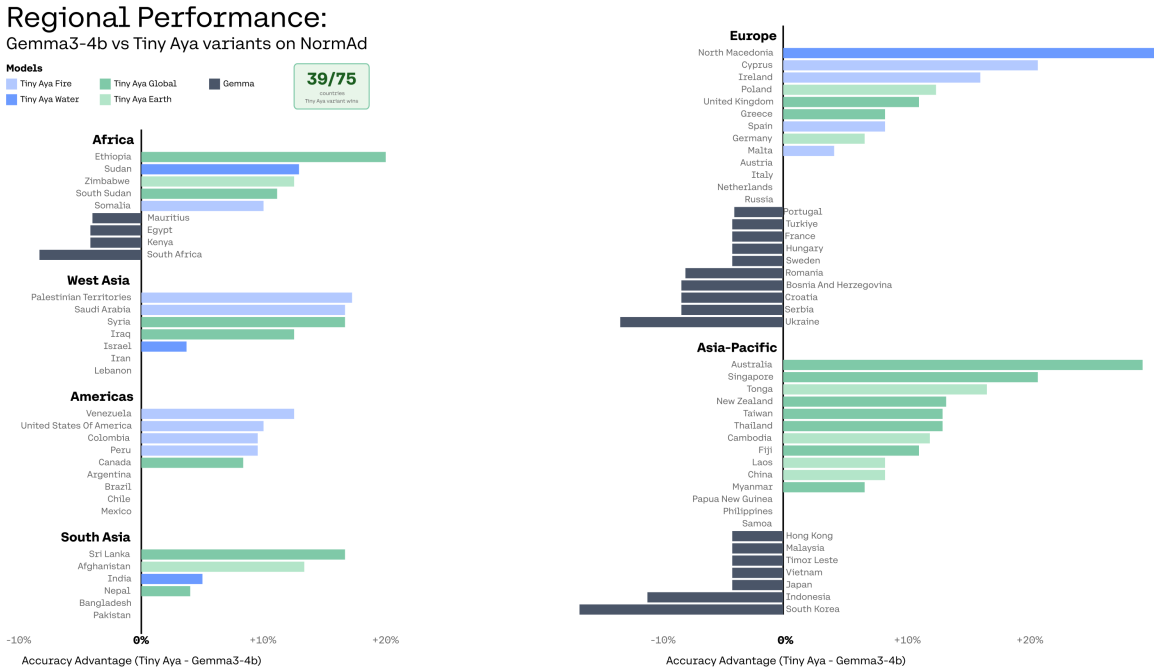 Regional Performance:
Gemma3-4b vs Tiny Aya variants on NormAd
Models
Tiny Aya Fire
Tiny Aya Global
Gemma
Tiny Aya Water
Tiny Aya Earth
39/75
countries
Tiny Aya variant wins
Africa
Ethiopia
Sudan
Zimbabwe
South Sudan
Somalia
Mauritius
Egypt
Kenya
South Africa
West Asia
Palestinian Territories
Saudi Arabia
Syria
Iraq
Israel
Iran
Lebanon
Americas
Venezuela
United States Of America
Colombia
Peru
Canada
Argentina
Brazil
Chile
Mexico
South Asia
Sri Lanka
Afghanistan
India
Nepal
Bangladesh
Pakistan
-10% 0% +10% +20%
Accuracy Advantage (Tiny Aya - Gemma3-4b)
Europe
North Macedonia
Cyprus
Ireland
Poland
United Kingdom
Greece
Spain
Germany
Malta
Austria
Italy
Netherlands
Russia
Portugal
Turkiye
France
Hungary
Sweden
Romania
Bosnia And Herzegovina
Croatia
Serbia
Ukraine
Asia-Pacific
Australia
Singapore
Tonga
New Zealand
Taiwan
Thailand
Cambodia
Fiji
Laos
China
Myanmar
Papua New Guinea
Philippines
Samoa
Hong Kong
Malaysia
Timor Leste
Vietnam
Japan
Indonesia
South Korea
-10% 0% +10% +20%
Accuracy Advantage (Tiny Aya - Gemma3-4b)